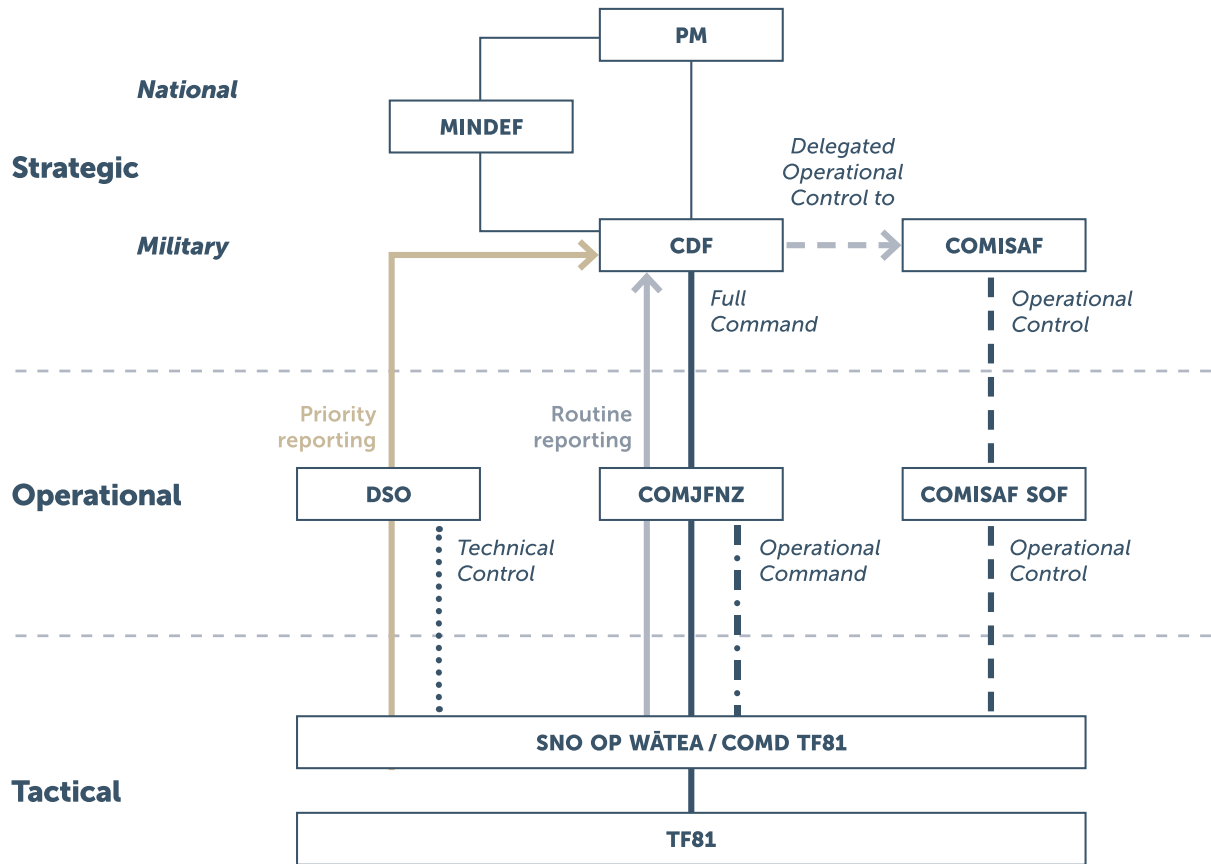 PM
National
MINDEF
Strategic
Delegated
Operational
Control to
Military
CDF
COMISAF
Full
Command
Operational
Control
Priority
reporting
Routine
reporting
Operational
DSO
COMJFNZ
COMISAF SOF
Technical
Control
Operational
Command
Operational
Control
SNO OP WĀTEA / COMD TF81
Tactical
TF81